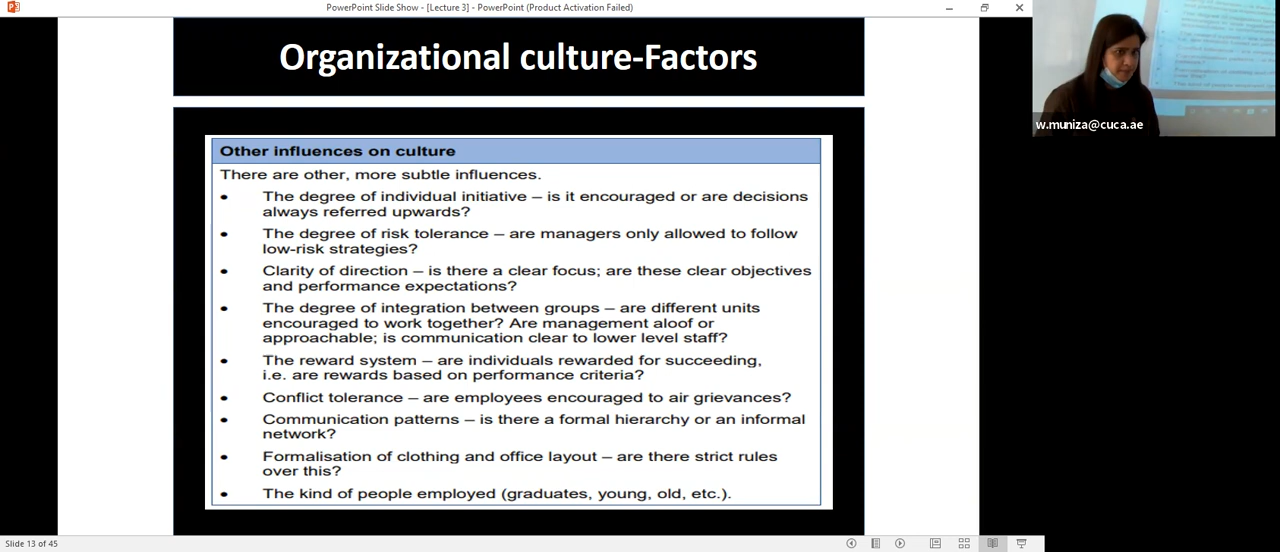 PowerPoint Slide Show - [Lecture 3] - PowerPoint (Product Activation Failed)
Organizational culture-Factors
w.muniza@cuca.ae
Other influences on culture
There are other, more subtle influences.
• The degree of individual initiative – is it encouraged or are decisions
always referred upwards?
• The degree of risk tolerance – are managers only allowed to follow
low-risk strategies?
• Clarity of direction – is there a clear focus; are these clear objectives
and performance expectations?
• The degree of integration between groups – are different units
encouraged to work together? Are management aloof or
approachable; is communication clear to lower level staff?
• The reward system – are individuals rewarded for succeeding,
i.e. are rewards based on performance criteria?
• Conflict tolerance – are employees encouraged to air grievances?
• Communication patterns – is there a formal hierarchy or an informal
network?
• Formalisation of clothing and office layout – are there strict rules
over this?
• The kind of people employed (graduates, young, old, etc.).
Slide 13 of 45